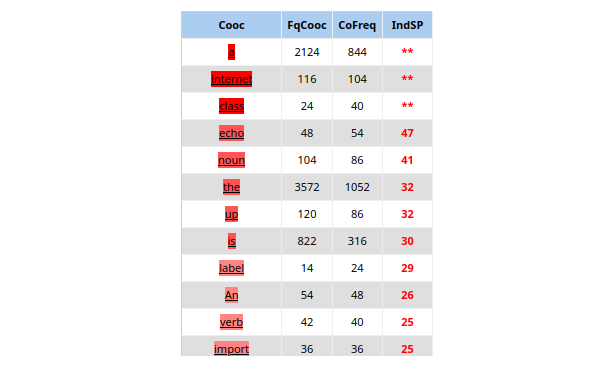 Cooc FqCooc CoFreq IndSP
a 2124 844 **
internet 116 104 **
class 24 40 **
echo 48 54 47
noun 104 86 41
the 3572 1052 32
up 120 86 32
is 822 316 30
label 14 24 29
An 54 48 26
verb 42 40 25
import 36 36 25